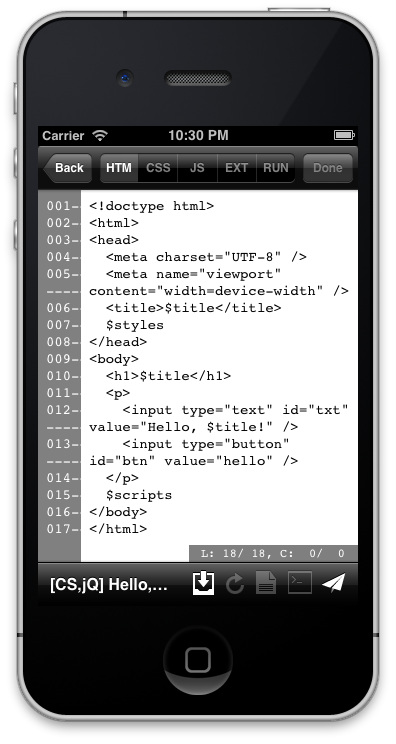 Carrier 10:30 PM
Back HTM CSS JS EXT RUN Done
001- <!doctype html>
002- <html>
003- <head>
004-   <meta charset="UTF-8" />
005-   <meta name="viewport"
----- content="width=device-width" />
006-   <title>$title</title>
007-   $styles
008- </head>
009- <body>
010-   <h1>$title</h1>
011-   <p>
012-     <input type="text" id="txt"
----- value="Hello, $title!" />
013-     <input type="button"
----- id="btn" value="hello" />
014-   </p>
015-   $scripts
016- </body>
017- </html>
L: 18/ 18, C:  0/  0
[CS,jQ] Hello,...